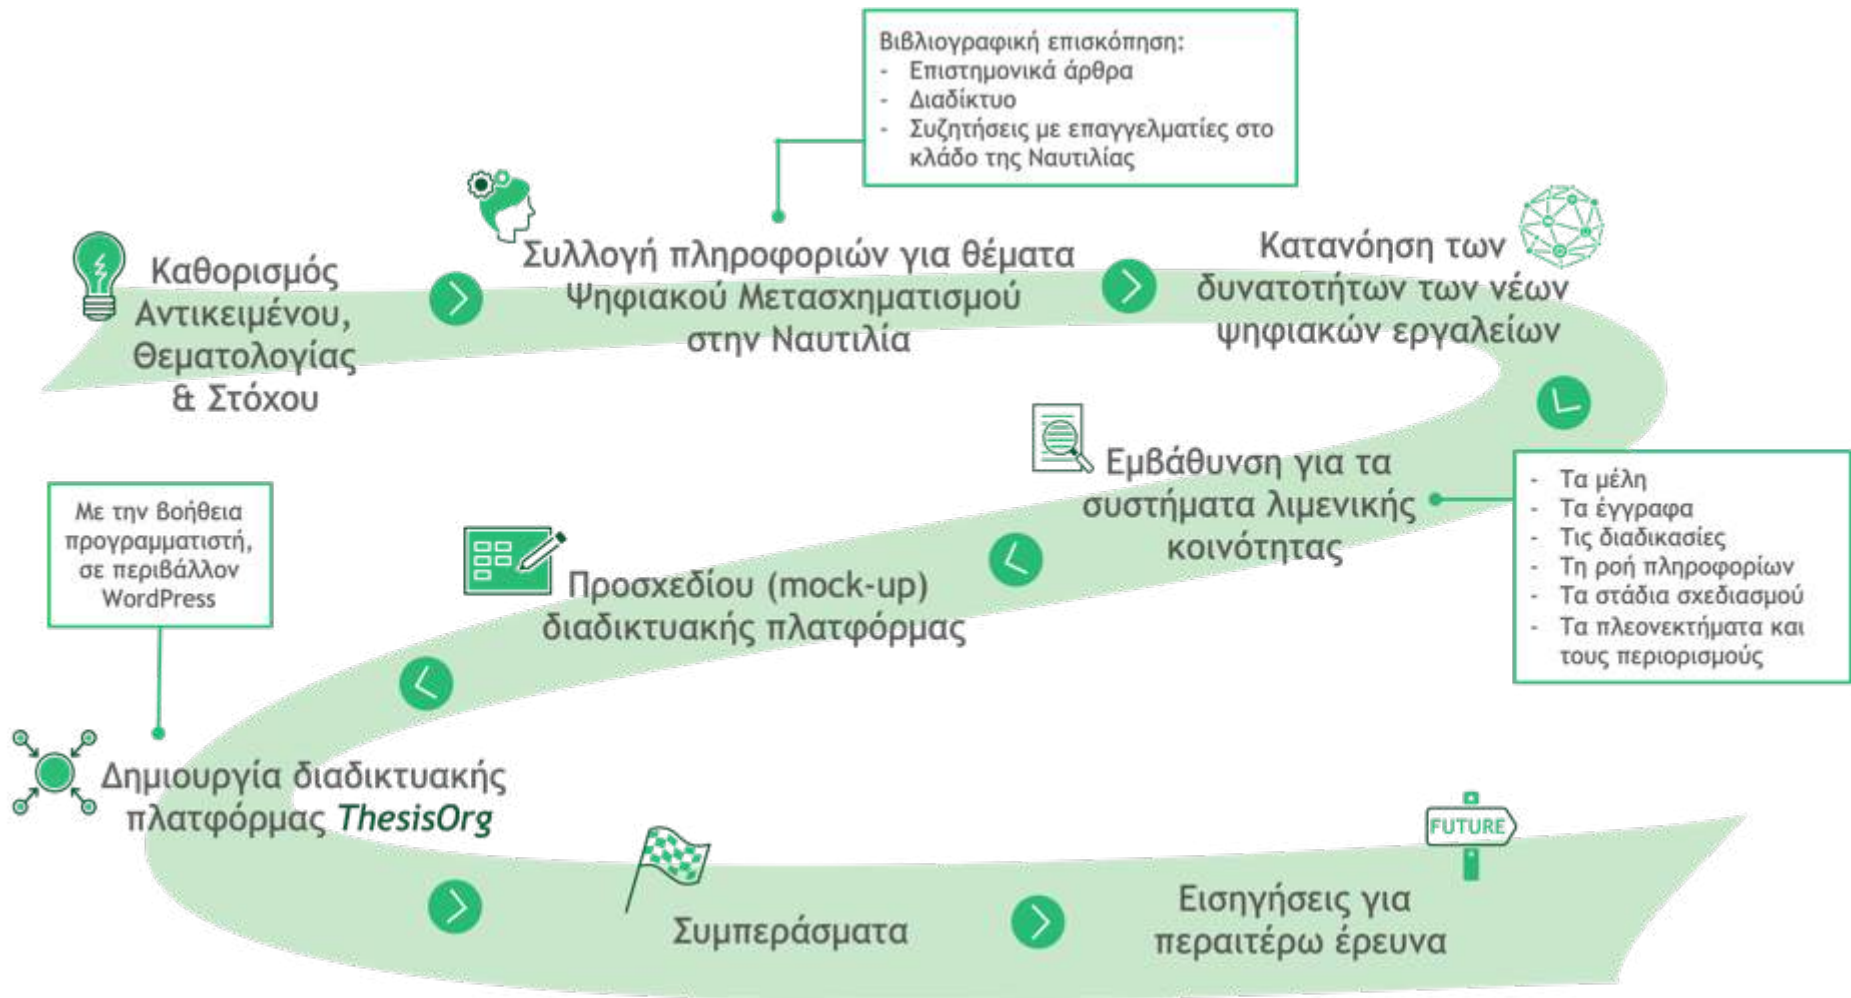 Βιβλιογραφική επισκόπηση:
- Επιστημονικά άρθρα
- Διαδίκτυο
- Συζητήσεις με επαγγελματίες στο
κλάδο της Ναυτιλίας
Καθορισμός
Αντικειμένου,
Θεματολογίας
& Στόχου
Συλλογή πληροφοριών για θέματα
Ψηφιακού Μετασχηματισμού
στην Ναυτιλία
Κατανόηση των
δυνατοτήτων των νέων
ψηφιακών εργαλείων
Εμβάθυνση για τα
συστήματα λιμενικής
κοινότητας
- Τα μέλη
- Τα έγγραφα
- Τις διαδικασίες
- Τη ροή πληροφορίων
- Τα στάδια σχεδιασμού
- Τα πλεονεκτήματα και
τους περιορισμούς
Προσχεδίου (mock-up)
διαδικτυακής πλατφόρμας
Με την βοήθεια
προγραμματιστή,
σε περιβάλλον
WordPress
Δημιουργία διαδικτυακής
πλατφόρμας ThesisOrg
Συμπεράσματα
FUTURE
Εισηγήσεις για
περαιτέρω έρευνα